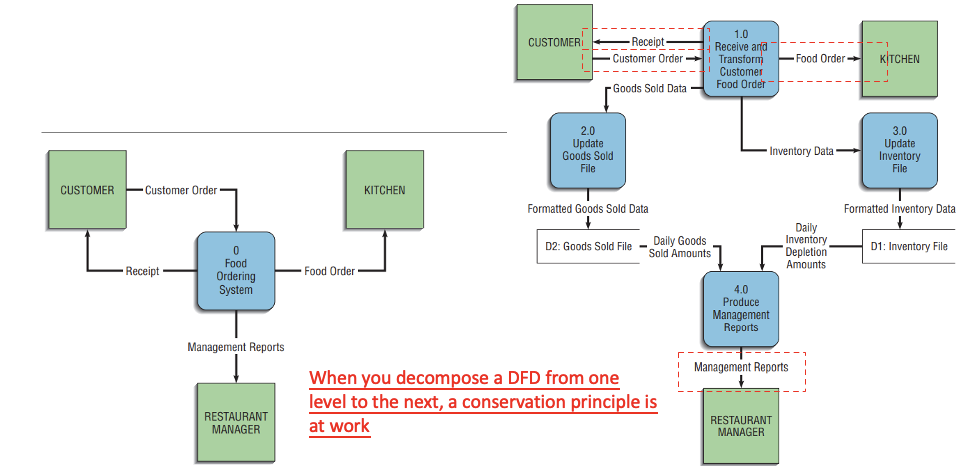 CUSTOMER
Customer Order
KITCHEN
0
Food
Ordering
System
Receipt
Food Order
Management Reports
RESTAURANT
MANAGER
When you decompose a DFD from one
level to the next, a conservation principle is
at work
CUSTOMER
Receipt
Customer Order
1.0
Receive and
Transform
Customer
Food Order
Food Order
KITCHEN
Goods Sold Data
2.0
Update
Goods Sold
File
Inventory Data
3.0
Update
Inventory
File
Formatted Goods Sold Data
Formatted Inventory Data
D2: Goods Sold File
Daily Goods
Sold Amounts
Daily
Inventory
Depletion
Amounts
D1: Inventory File
4.0
Produce
Management
Reports
Management Reports
RESTAURANT
MANAGER